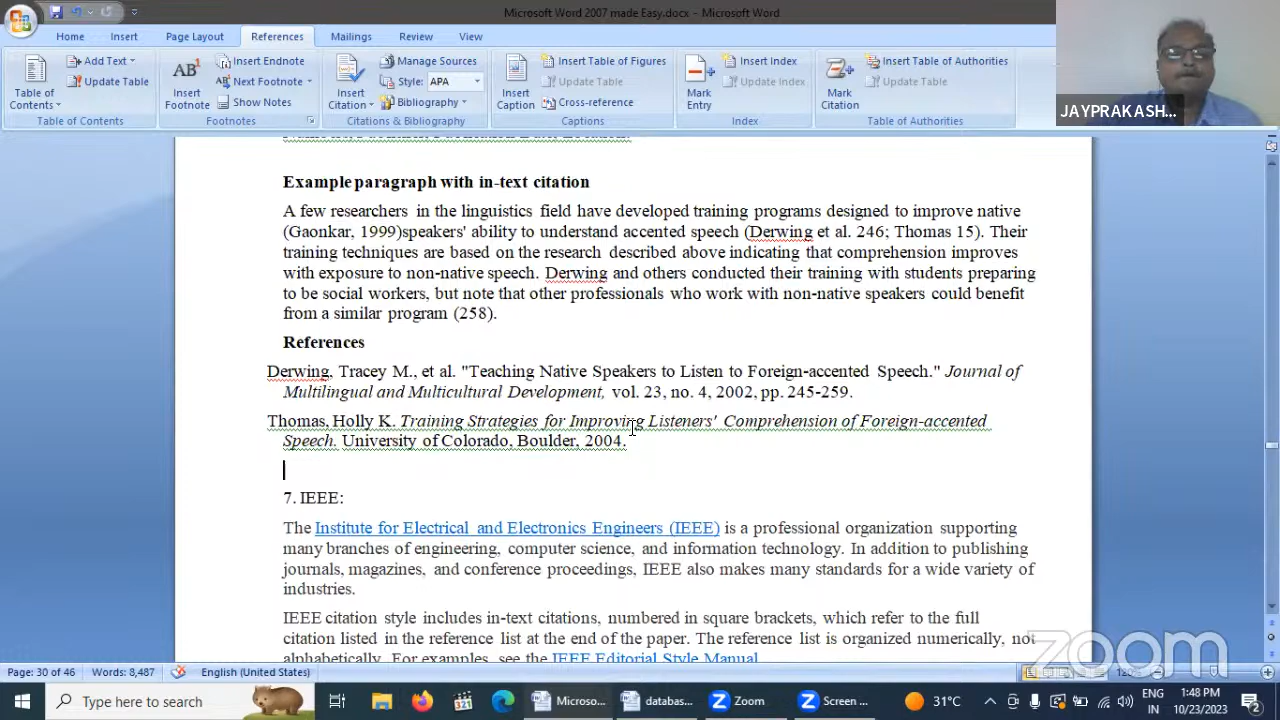 Microsoft Word 2007 made Easy.docx - Microsoft Word
Home Insert Page Layout References Mailings Review View
Table of Contents
Add Text
Update Table
Table of Contents
AB1
Insert Footnote
Insert Endnote
Next Footnote
Show Notes
Footnotes
Insert Citation
Manage Sources
Style: APA
Bibliography
Citations & Bibliography
Insert Caption
Insert Table of Figures
Update Table
Cross-reference
Captions
Mark Entry
Insert Index
Update Index
Index
Mark Citation
Insert Table of Authorities
Update Table
Table of Authorities
JAYPRAKASH...
Example paragraph with in-text citation
A few researchers in the linguistics field have developed training programs designed to improve native
(Gaonkar, 1999)speakers' ability to understand accented speech (Derwing et al. 246; Thomas 15). Their
training techniques are based on the research described above indicating that comprehension improves
with exposure to non-native speech. Derwing and others conducted their training with students preparing
to be social workers, but note that other professionals who work with non-native speakers could benefit
from a similar program (258).
References
Derwing, Tracey M., et al. "Teaching Native Speakers to Listen to Foreign-accented Speech." Journal of
Multilingual and Multicultural Development, vol. 23, no. 4, 2002, pp. 245-259.
Thomas, Holly K. Training Strategies for Improving Listeners' Comprehension of Foreign-accented
Speech. University of Colorado, Boulder, 2004.
7. IEEE:
The Institute for Electrical and Electronics Engineers (IEEE) is a professional organization supporting
many branches of engineering, computer science, and information technology. In addition to publishing
journals, magazines, and conference proceedings, IEEE also makes many standards for a wide variety of
industries.
IEEE citation style includes in-text citations, numbered in square brackets, which refer to the full
citation listed in the reference list at the end of the paper. The reference list is organized numerically, not
alphabetically. For examples, see the IEEE Editorial Style Manual.
zoom
Page: 30 of 46 Words: 8,487 English (United States) 120%
Type here to search
Microso...
databas...
Zoom
Screen ...
31°C
ENG
IN
1:48 PM
10/23/2023
2